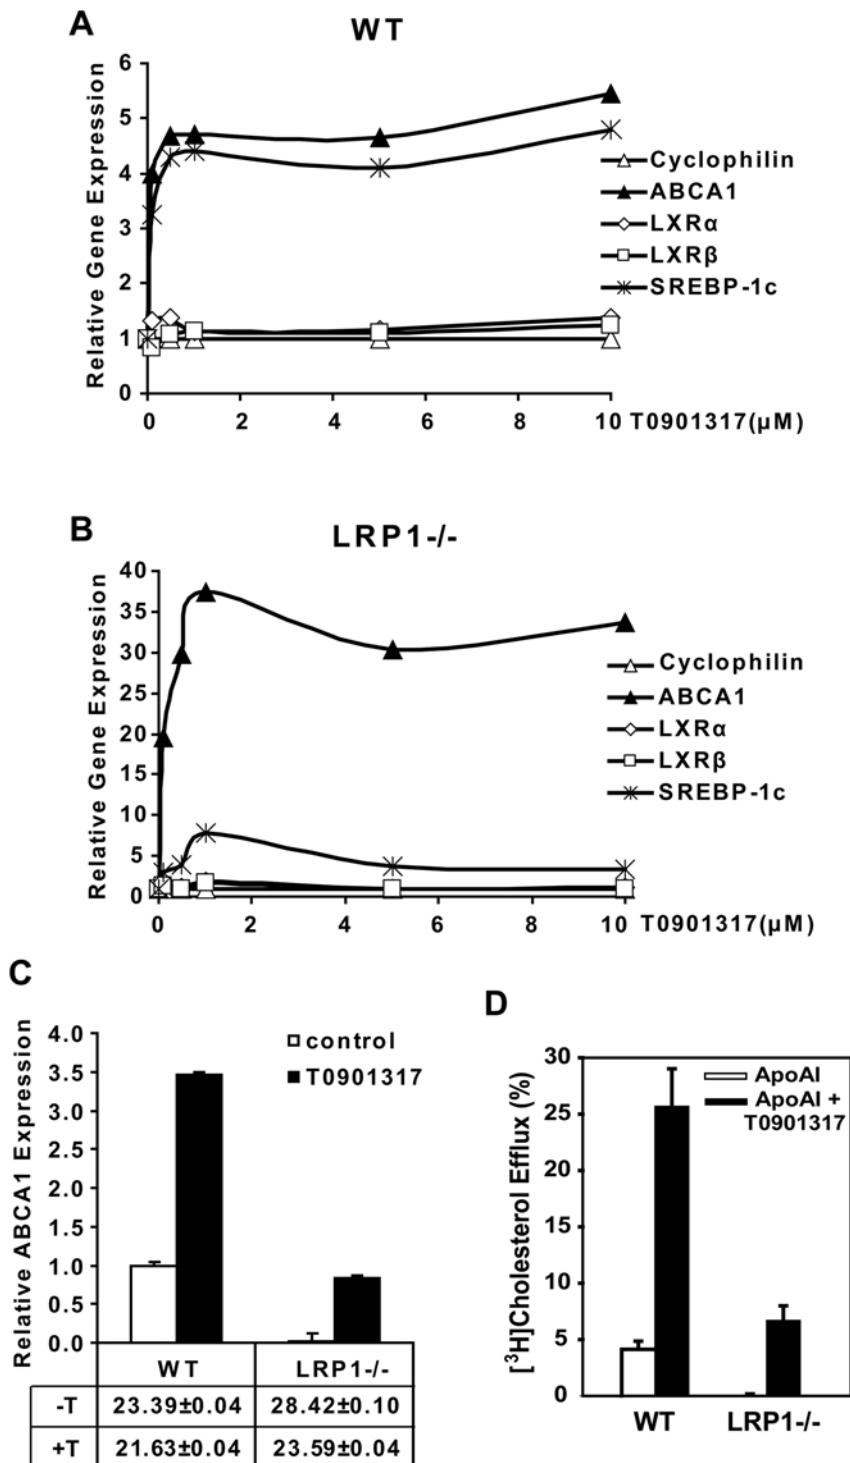 A
WT
Relative Gene Expression
6
5
4
3
2
1
0
0 2 4 6 8 10 T0901317(µM)
Cyclophilin
ABCA1
LXRα
LXRβ
SREBP-1c
B
LRP1-/-
Relative Gene Expression
40
35
30
25
20
15
10
5
0
0 2 4 6 8 10 T0901317(µM)
Cyclophilin
ABCA1
LXRα
LXRβ
SREBP-1c
C
Relative ABCA1 Expression
4.0
3.5
3.0
2.5
2.0
1.5
1.0
0.5
0.0
control
T0901317
WT LRP1-/-
-T 23.39±0.04 28.42±0.10
+T 21.63±0.04 23.59±0.04
D
[³H]Cholesterol Efflux (%)
30
25
20
15
10
5
0
ApoAI
ApoAI +
T0901317
WT LRP1-/-